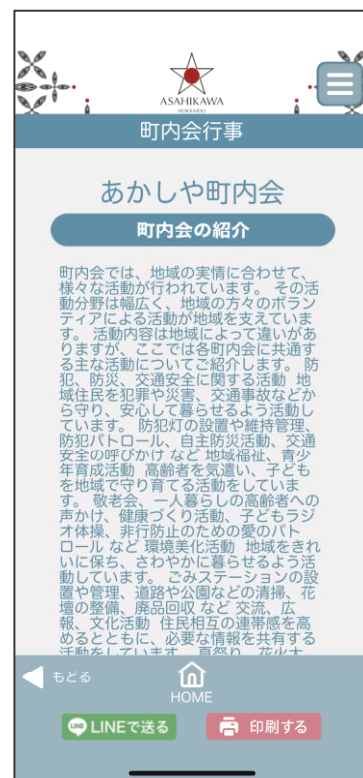 ASAHIKAWA
HOKKAIDO
町内会行事
あかしや町内会
町内会の紹介
町内会では、地域の実情に合わせて、
様々な活動が行われています。 その活
動分野は幅広く、地域の方々のボラン
ティアによる活動が地域を支えていま
す。 活動内容は地域によって違いがあ
りますが、ここでは各町内会に共通す
る主な活動についてご紹介します。 防
犯、防災、交通安全に関する活動 地
域住民を犯罪や災害、交通事故などか
ら守り、安心して暮らせるよう活動し
ています。 防犯灯の設置や維持管理、
防犯パトロール、自主防災活動、交通
安全の呼びかけ など 地域福祉、青少
年育成活動 高齢者を気遣い、子ども
を地域で守り育てる活動をしていま
す。 敬老会、一人暮らしの高齢者への
声かけ、健康づくり活動、子どもラジ
オ体操、非行防止のための愛のパト
ロール など 環境美化活動 地域をきれ
いに保ち、さわやかに暮らせるよう活
動しています。 ごみステーションの設
置や管理、道路や公園などの清掃、花
壇の整備、廃品回収 など 交流、広
報、文化活動 住民相互の連帯感を高
めるとともに、必要な情報を共有する
活動をしています。 夏祭り、花火大
もどる
HOME
LINEで送る
印刷する